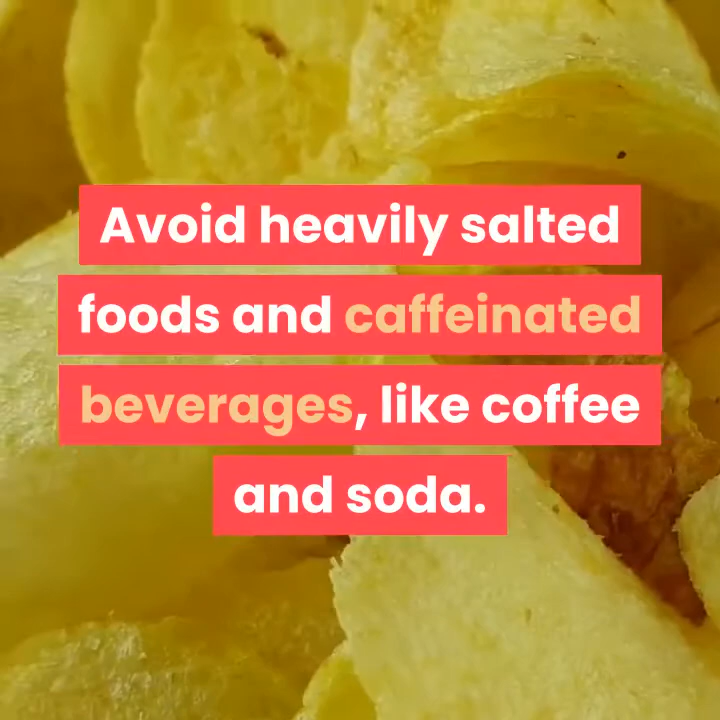 Avoid heavily salted
foods and caffeinated
beverages, like coffee
and soda.